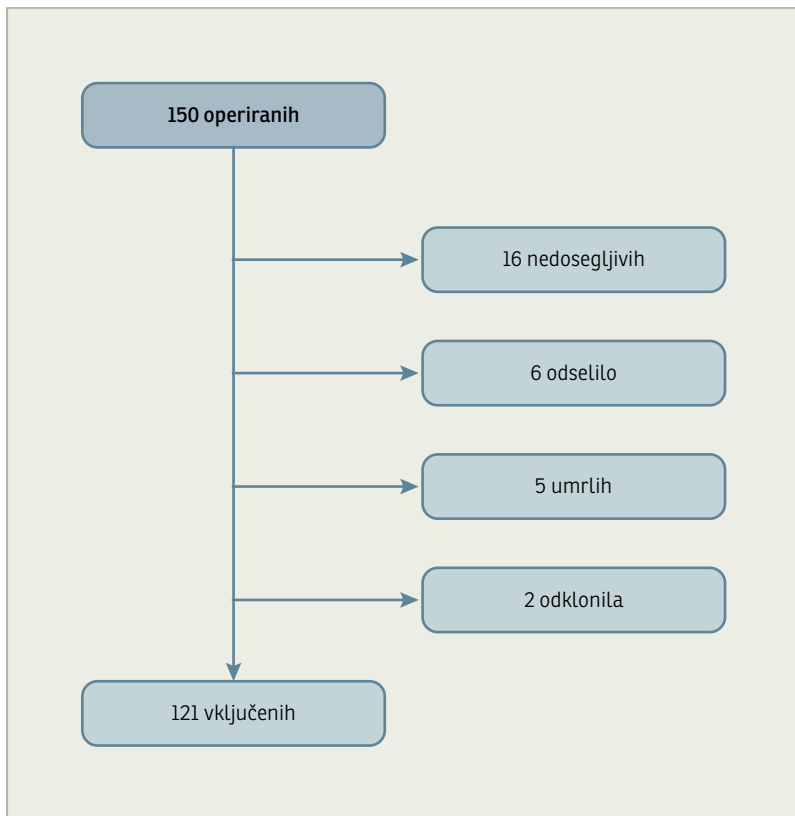 150 operiranih
16 nedosegljivih
6 odselilo
5 umrlih
2 odklonila
121 vključenih